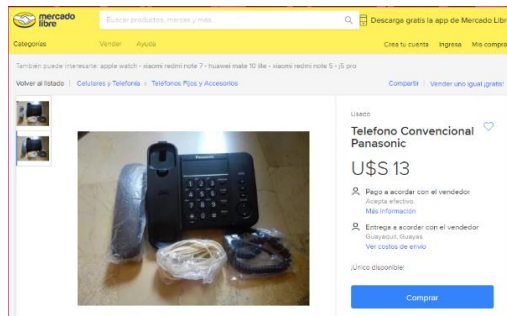 mercado
libre
Buscar productos, marcas y más...
Descarga gratis la app de Mercado Libr
Categorías
Vender
Ayuda
Crea tu cuenta
Ingresa
Mis compra
También puede interesarte: apple watch - xiaomi redmi note 7 - huawei mate 10 lite - xiaomi redmi note 5 - j5 pro
Volver al listado | Celulares y Telefonía > Teléfonos Fijos y Accesorios
Compartir | Vender uno igual ¡gratis!
Usado
Telefono Convencional
Panasonic
U$S 13
Pago a acordar con el vendedor
Acepta efectivo
Más información
Entrega a acordar con el vendedor
Guayaquil, Guayas
Ver costos de envío
¡Único disponible!
Comprar
Panasonic